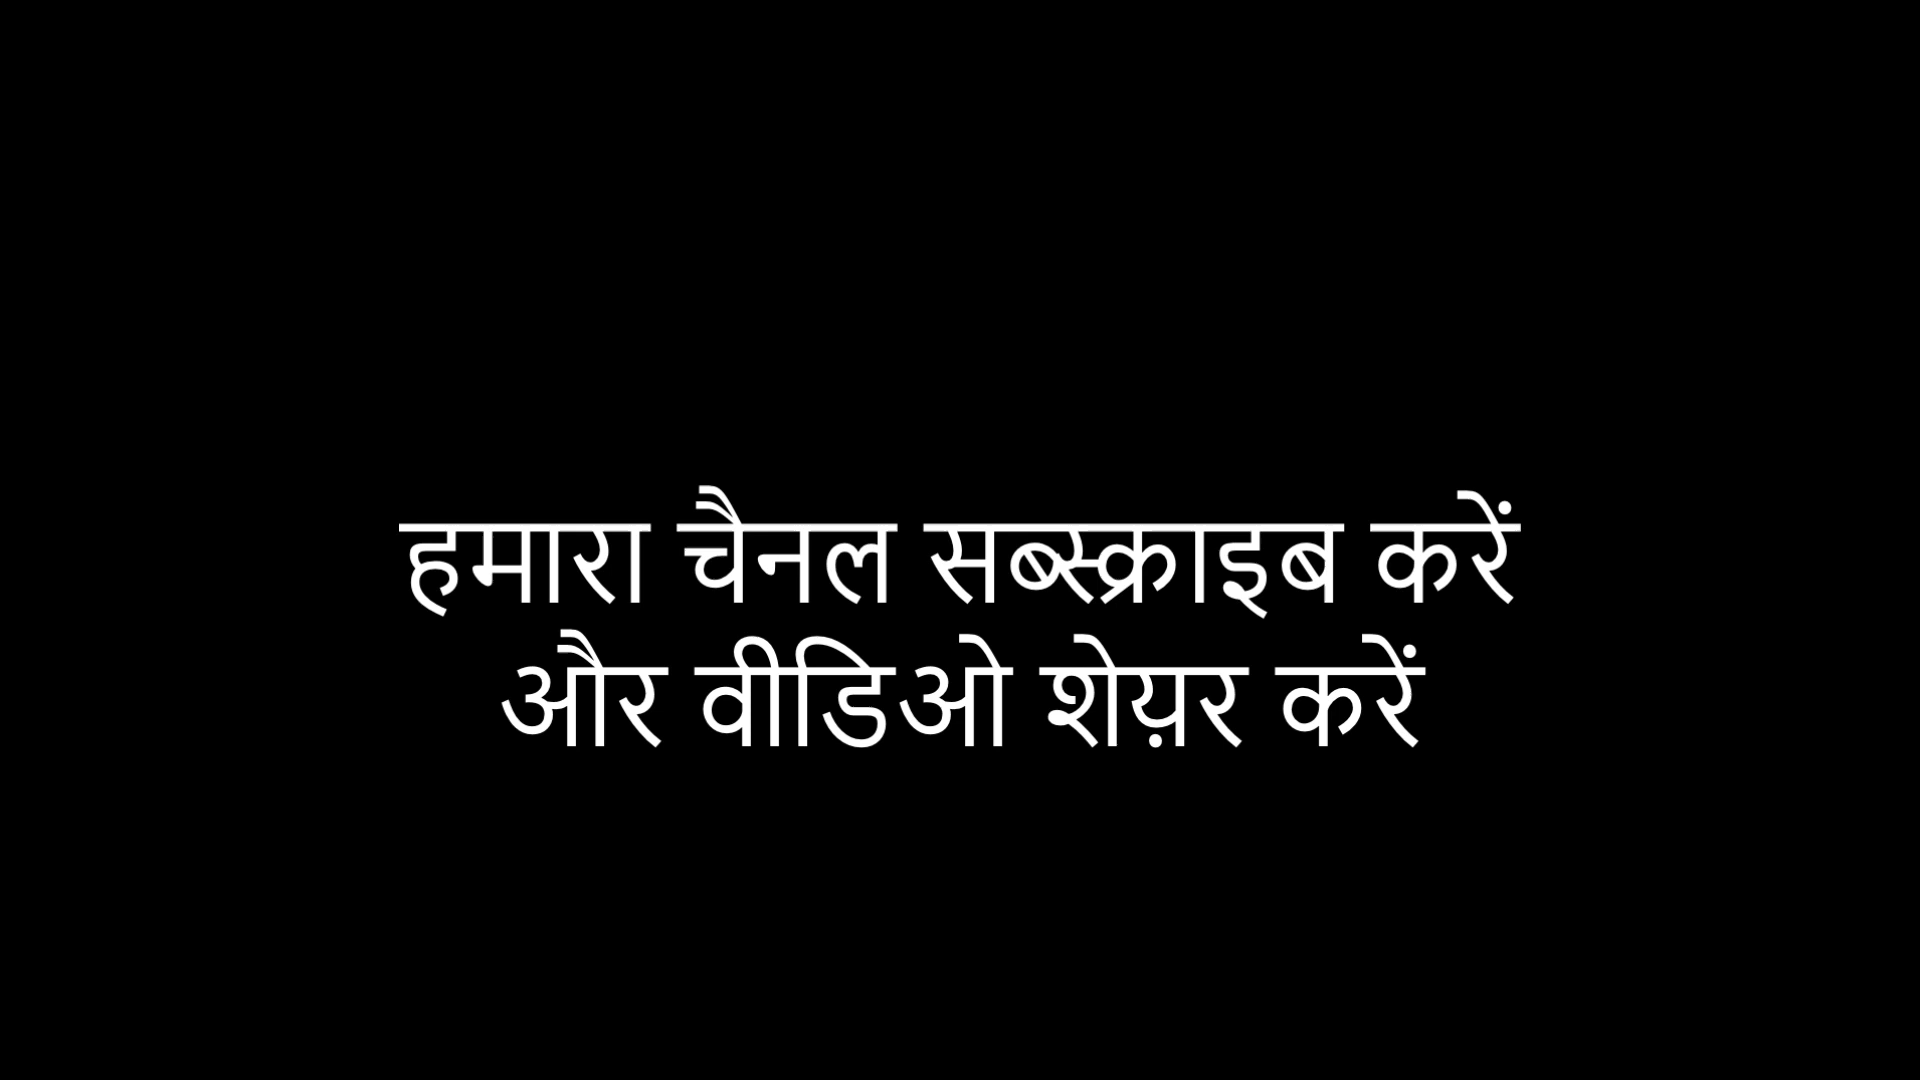 हमारा चैनल सब्स्क्राइब करें
और वीडिओ शेय़र करें